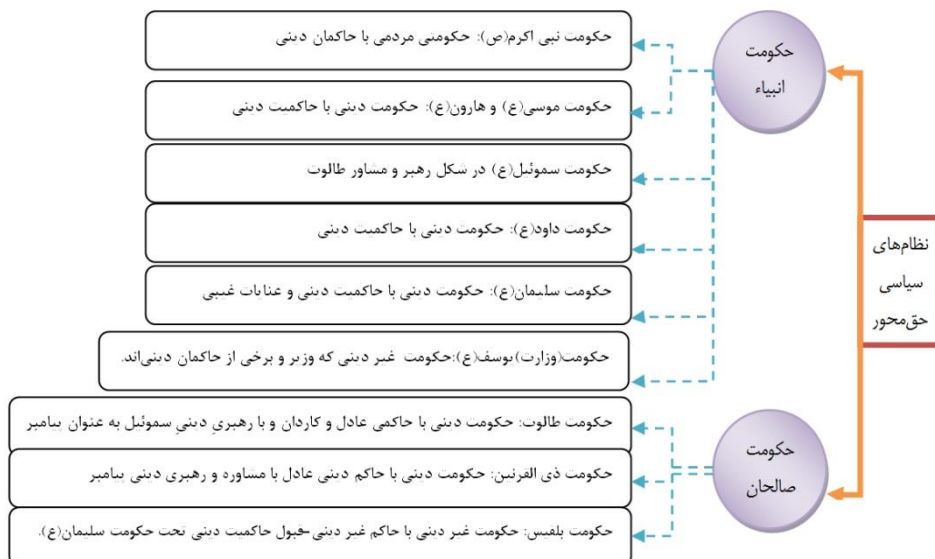 نظام‌های
سیاسی
حق‌محور
حکومت
انبیاء
حکومت نبی اکرم(ص): حکومتی مردمی با حاکمان دینی
حکومت موسی(ع) و هارون(ع): حکومت دینی با حاکمیت دینی
حکومت سموئیل(ع) در شکل رهبر و مشاور طالوت
حکومت داود(ع): حکومت دینی با حاکمیت دینی
حکومت سلیمان(ع): حکومت دینی با حاکمیت دینی و عنایات غیبی
حکومت(وزارت)یوسف(ع):حکومت غیر دینی که وزیر و برخی از حاکمان دینی‌اند.
حکومت
صالحان
حکومت طالوت: حکومت دینی با حاکمی عادل و کاردان و با رهبری دینیِ سموئیل به عنوان پیامبر
حکومت ذی القرنین: حکومت دینی با حاکم دینی عادل با مشاوره و رهبری دینی پیامبر
حکومت بلقیس: حکومت غیر دینی با حاکم غیر دینی-قبول حاکمیت دینی تحت حکومت سلیمان(ع).